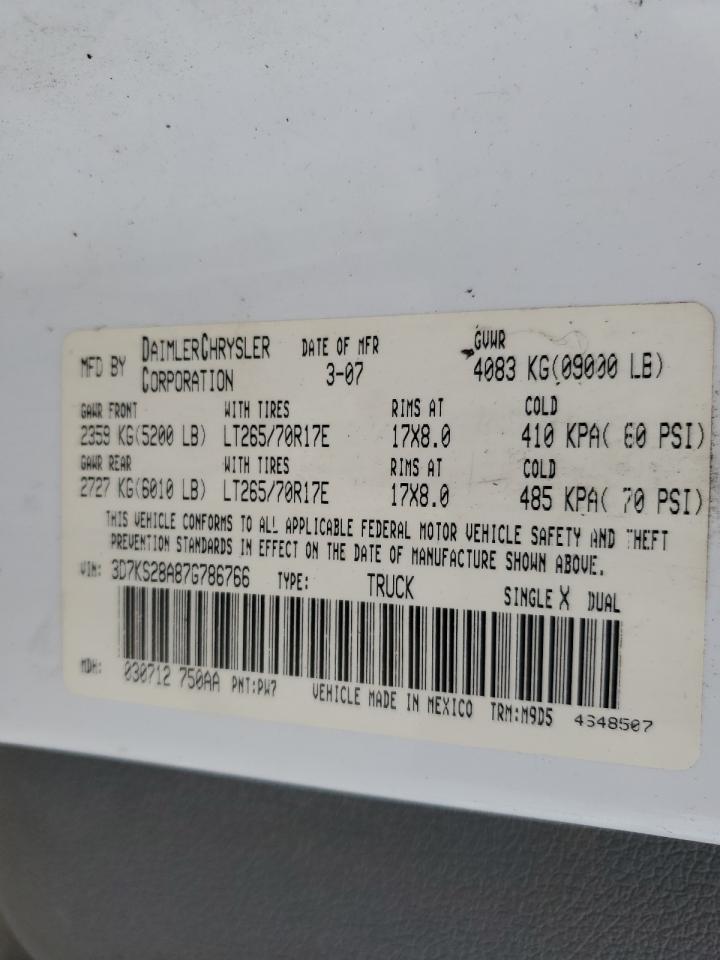 MFD BY DAIMLERCHRYSLER CORPORATION DATE OF MFR 3-07 GVWR 4083 KG(09000 LB)
GAWR FRONT WITH TIRES RIMS AT COLD
2359 KG(5200 LB) LT265/70R17E 17X8.0 410 KPA( 60 PSI)
GAWR REAR WITH TIRES RIMS AT COLD
2727 KG(6010 LB) LT265/70R17E 17X8.0 485 KPA( 70 PSI)
THIS VEHICLE CONFORMS TO ALL APPLICABLE FEDERAL MOTOR VEHICLE SAFETY AND THEFT
PREVENTION STANDARDS IN EFFECT ON THE DATE OF MANUFACTURE SHOWN ABOVE.
VIN: 3D7KS28A87G786766 TYPE: TRUCK SINGLE X DUAL
MDH: 030712 750AA PNT:PW7 VEHICLE MADE IN MEXICO TRM:M9D5 4648507